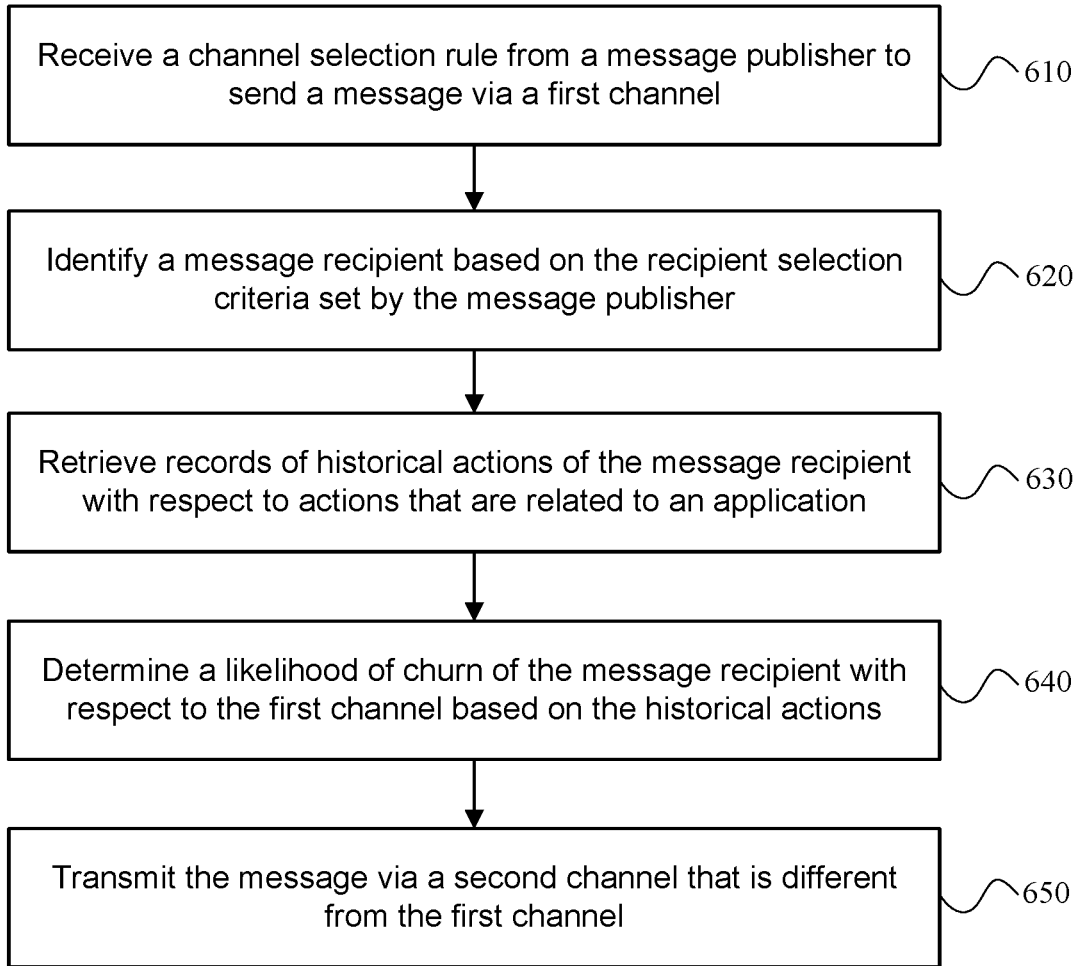 Receive a channel selection rule from a message publisher to
send a message via a first channel
610
Identify a message recipient based on the recipient selection
criteria set by the message publisher
620
Retrieve records of historical actions of the message recipient
with respect to actions that are related to an application
630
Determine a likelihood of churn of the message recipient with
respect to the first channel based on the historical actions
640
Transmit the message via a second channel that is different
from the first channel
650